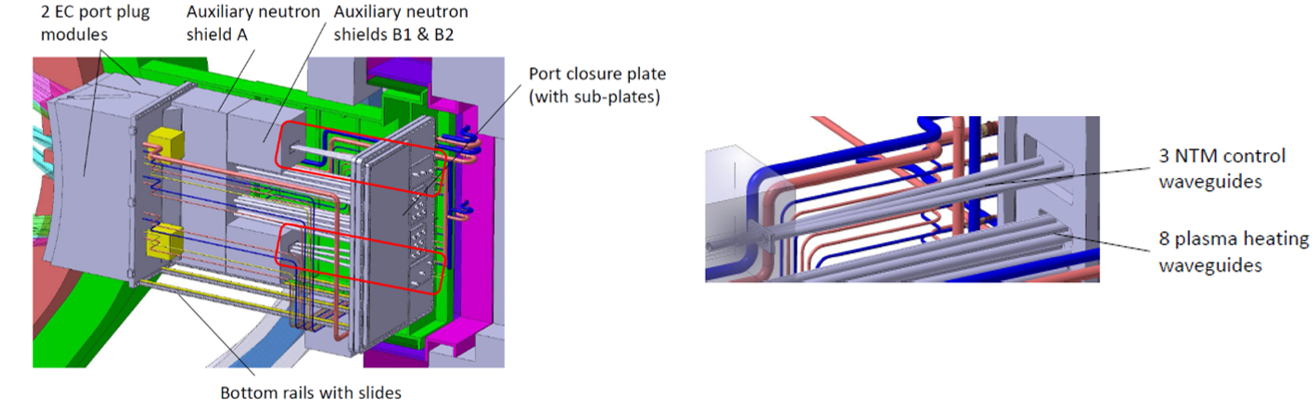 2 EC port plug
modules
Auxiliary neutron
shield A
Auxiliary neutron
shields B1 & B2
Port closure plate
(with sub-plates)
Bottom rails with slides
3 NTM control
waveguides
8 plasma heating
waveguides